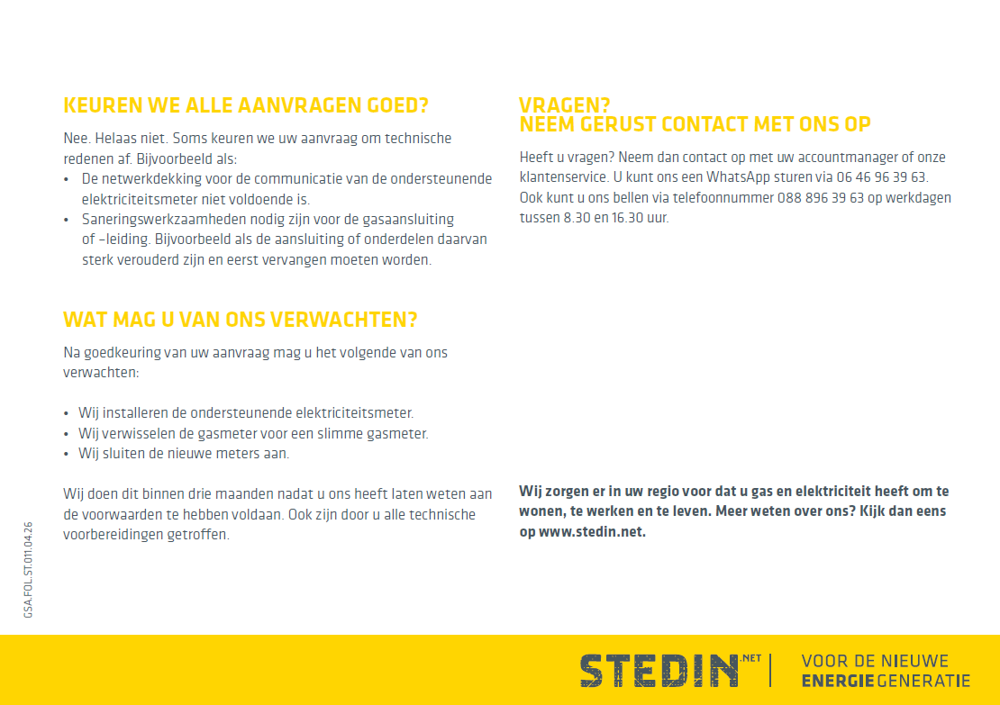 KEUREN WE ALLE AANVRAGEN GOED?
Nee. Helaas niet. Soms keuren we uw aanvraag om technische
redenen af. Bijvoorbeeld als:
• De netwerkdekking voor de communicatie van de ondersteunende
elektriciteitsmeter niet voldoende is.
• Saneringswerkzaamheden nodig zijn voor de gasaansluiting
of –leiding. Bijvoorbeeld als de aansluiting of onderdelen daarvan
sterk verouderd zijn en eerst vervangen moeten worden.
WAT MAG U VAN ONS VERWACHTEN?
Na goedkeuring van uw aanvraag mag u het volgende van ons
verwachten:
• Wij installeren de ondersteunende elektriciteitsmeter.
• Wij verwisselen de gasmeter voor een slimme gasmeter.
• Wij sluiten de nieuwe meters aan.
Wij doen dit binnen drie maanden nadat u ons heeft laten weten aan
de voorwaarden te hebben voldaan. Ook zijn door u alle technische
voorbereidingen getroffen.
VRAGEN?
NEEM GERUST CONTACT MET ONS OP
Heeft u vragen? Neem dan contact op met uw accountmanager of onze
klantenservice. U kunt ons een WhatsApp sturen via 06 46 96 39 63.
Ook kunt u ons bellen via telefoonnummer 088 896 39 63 op werkdagen
tussen 8.30 en 16.30 uur.
Wij zorgen er in uw regio voor dat u gas en elektriciteit heeft om te
wonen, te werken en te leven. Meer weten over ons? Kijk dan eens
op www.stedin.net.
GSA.FOL.ST.011.04.26
STEDIN.NET
VOOR DE NIEUWE
ENERGIEGENERATIE